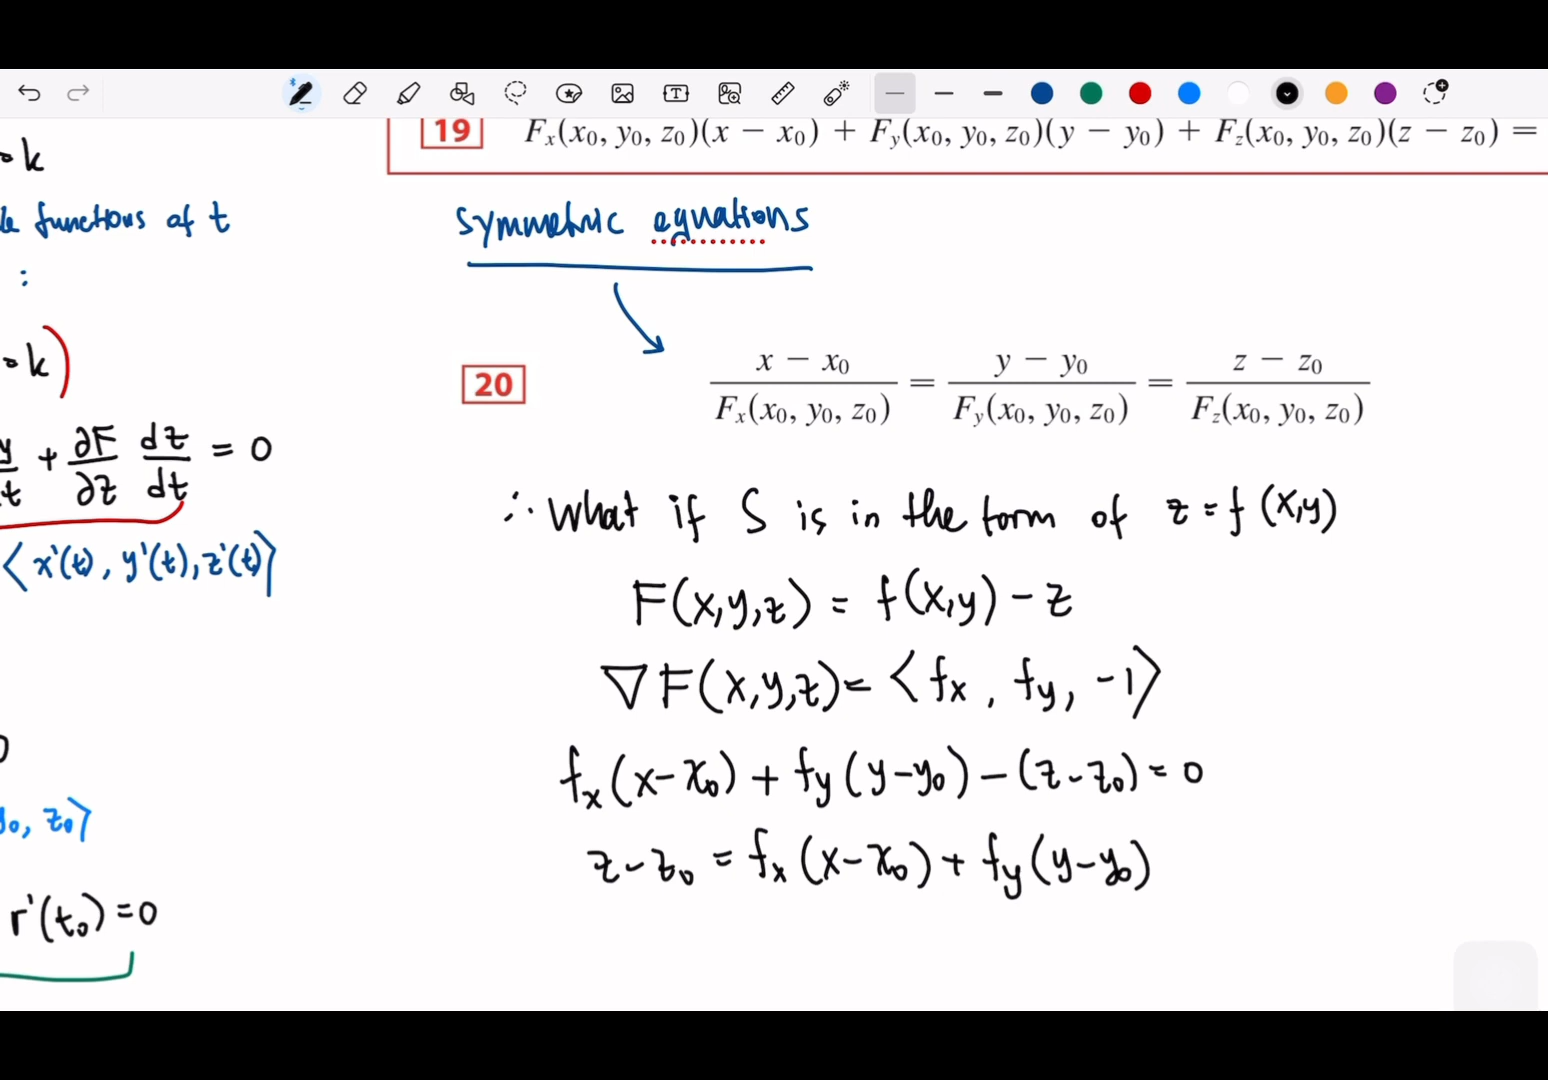 19 Fx(x0, y0, z0)(x − x0) + Fy(x0, y0, z0)(y − y0) + Fz(x0, y0, z0)(z − z0) =
k
functions of t
:
k)
symmetric equations
20 (x − x0)/Fx(x0, y0, z0) = (y − y0)/Fy(x0, y0, z0) = (z − z0)/Fz(x0, y0, z0)
+ ∂F/∂z dz/dt = 0
⟨x'(t), y'(t), z'(t)⟩
∴ What if S is in the form of z = f(x,y)
F(x,y,z) = f(x,y) − z
∇F(x,y,z) = ⟨fx, fy, −1⟩
fx(x−x0) + fy(y−y0) − (z−z0) = 0
z−z0 = fx(x−x0) + fy(y−y0)
y0, z0⟩
r'(t0) = 0